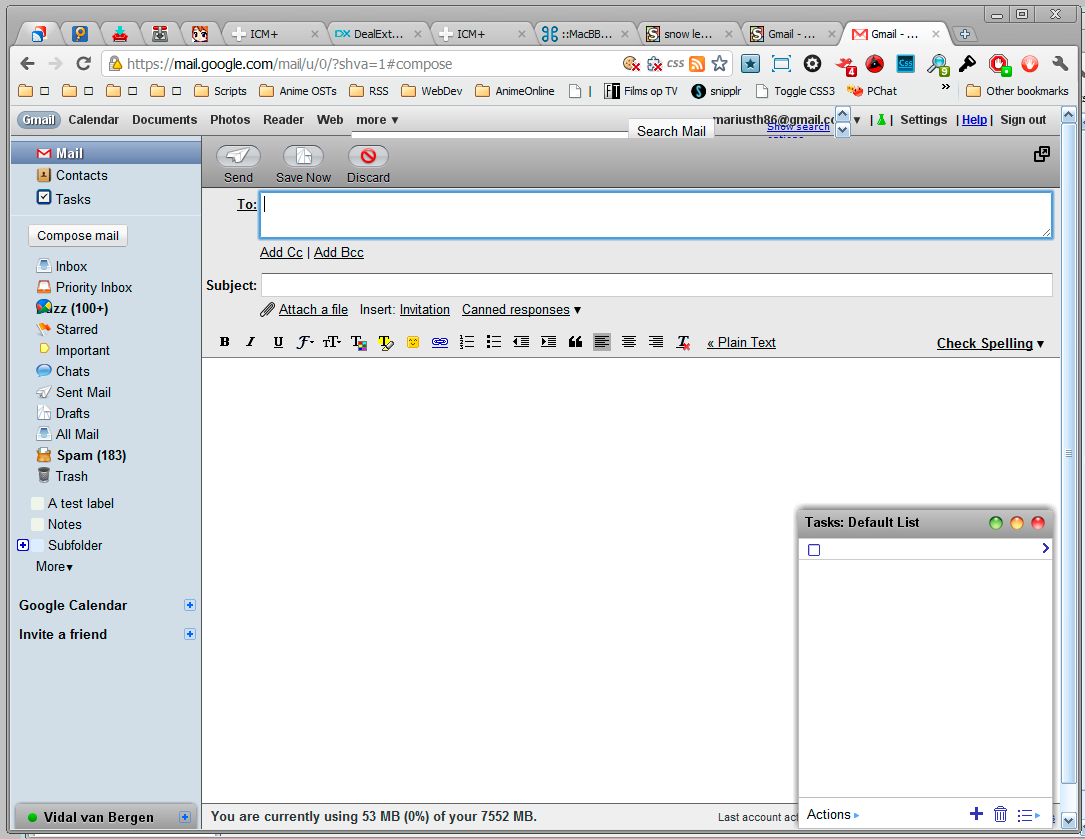 ICM+ DealExt... ICM+ ::MacBB... snow le... Gmail - ... Gmail - ...
https://mail.google.com/mail/u/0/?shva=1#compose
css 4 Css 9
Scripts Anime OSTs RSS WebDev AnimeOnline Films op TV snipplr Toggle CSS3 PChat » Other bookmarks
Gmail Calendar Documents Photos Reader Web more ▼ Search Mail Show search | Settings | Help | Sign out
Mail
Contacts
Tasks
Compose mail
Inbox
Priority Inbox
zz (100+)
Starred
Important
Chats
Sent Mail
Drafts
All Mail
Spam (183)
Trash
A test label
Notes
Subfolder
More▾
Google Calendar
Invite a friend
Vidal van Bergen
Send Save Now Discard
To:
Add Cc | Add Bcc
Subject:
Attach a file Insert: Invitation Canned responses ▼
B I U « Plain Text Check Spelling ▼
Tasks: Default List
Actions ▸
You are currently using 53 MB (0%) of your 7552 MB.
Last account act